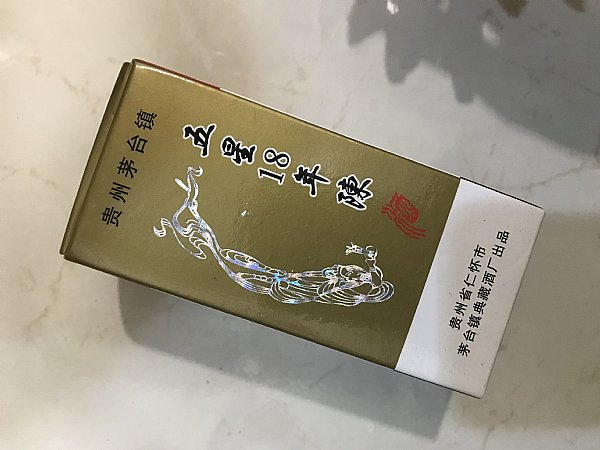 贵州茅台镇
五星18年陳
贵州省仁怀市
茅台镇典藏酒厂出品